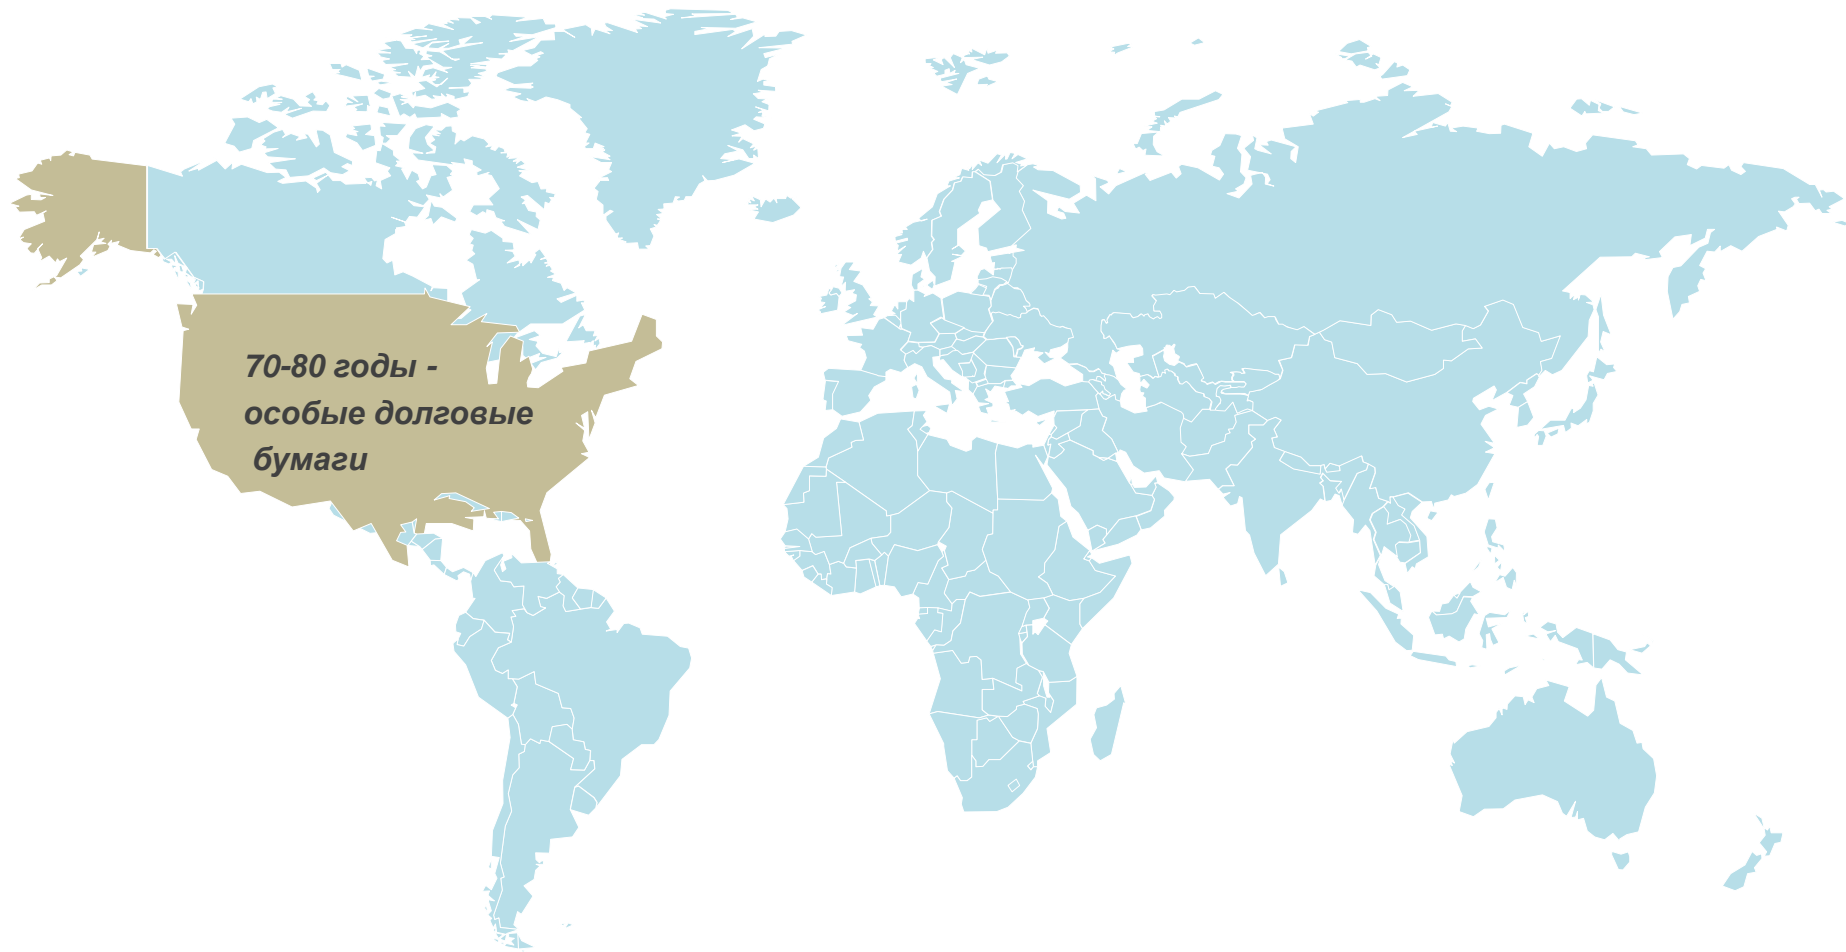 70-80 годы -
особые долговые
бумаги